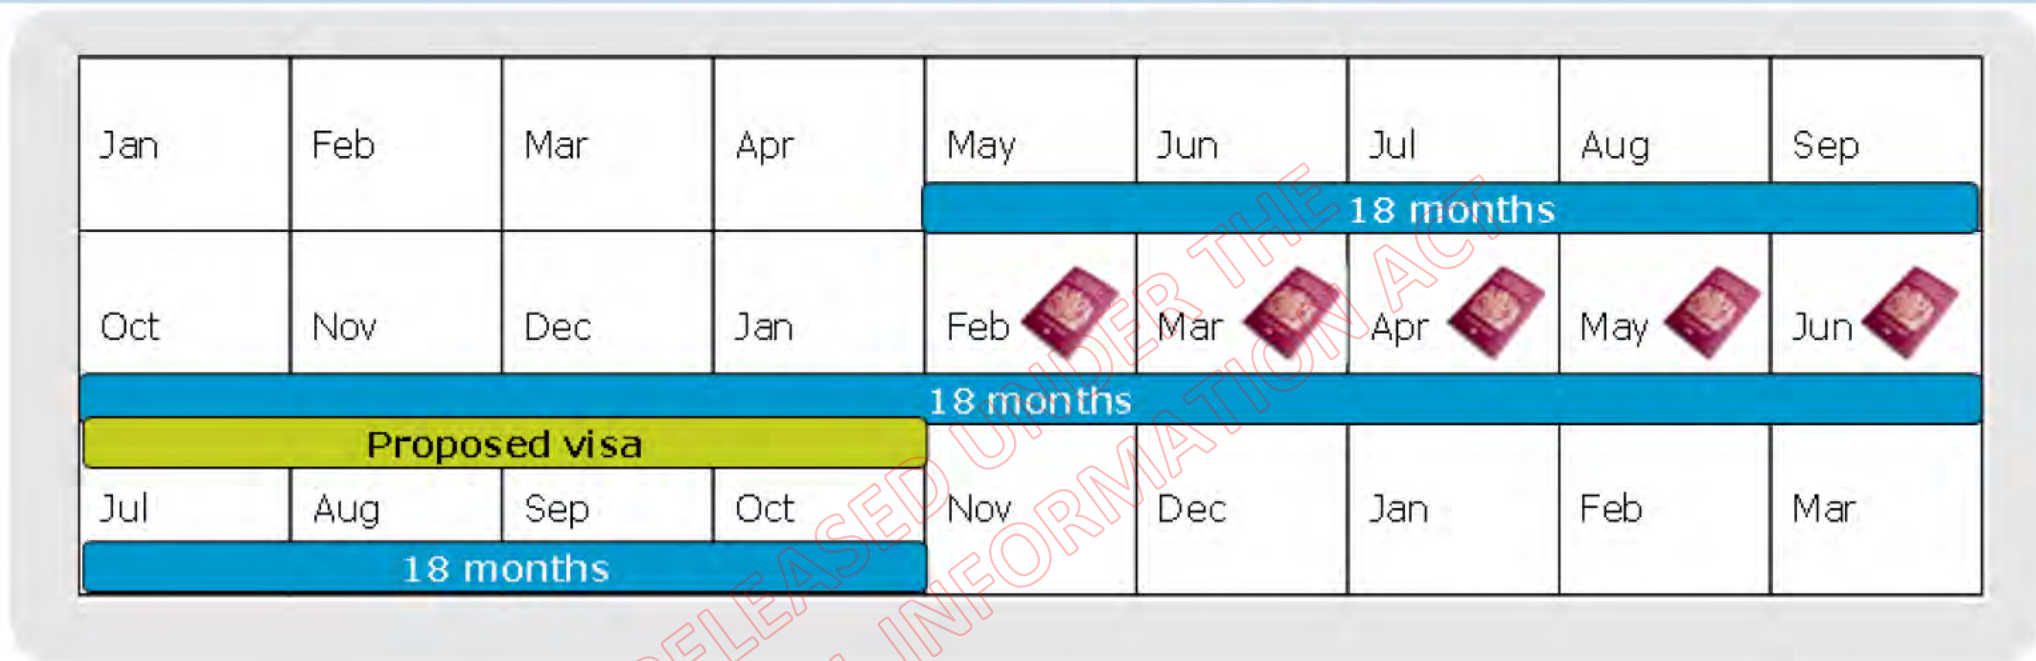 Jan Feb Mar Apr May Jun Jul Aug Sep
18 months
Oct Nov Dec Jan Feb Mar Apr May Jun
18 months
Proposed visa
Jul Aug Sep Oct Nov Dec Jan Feb Mar
18 months
RELEASED UNDER THE
INFORMATION ACT